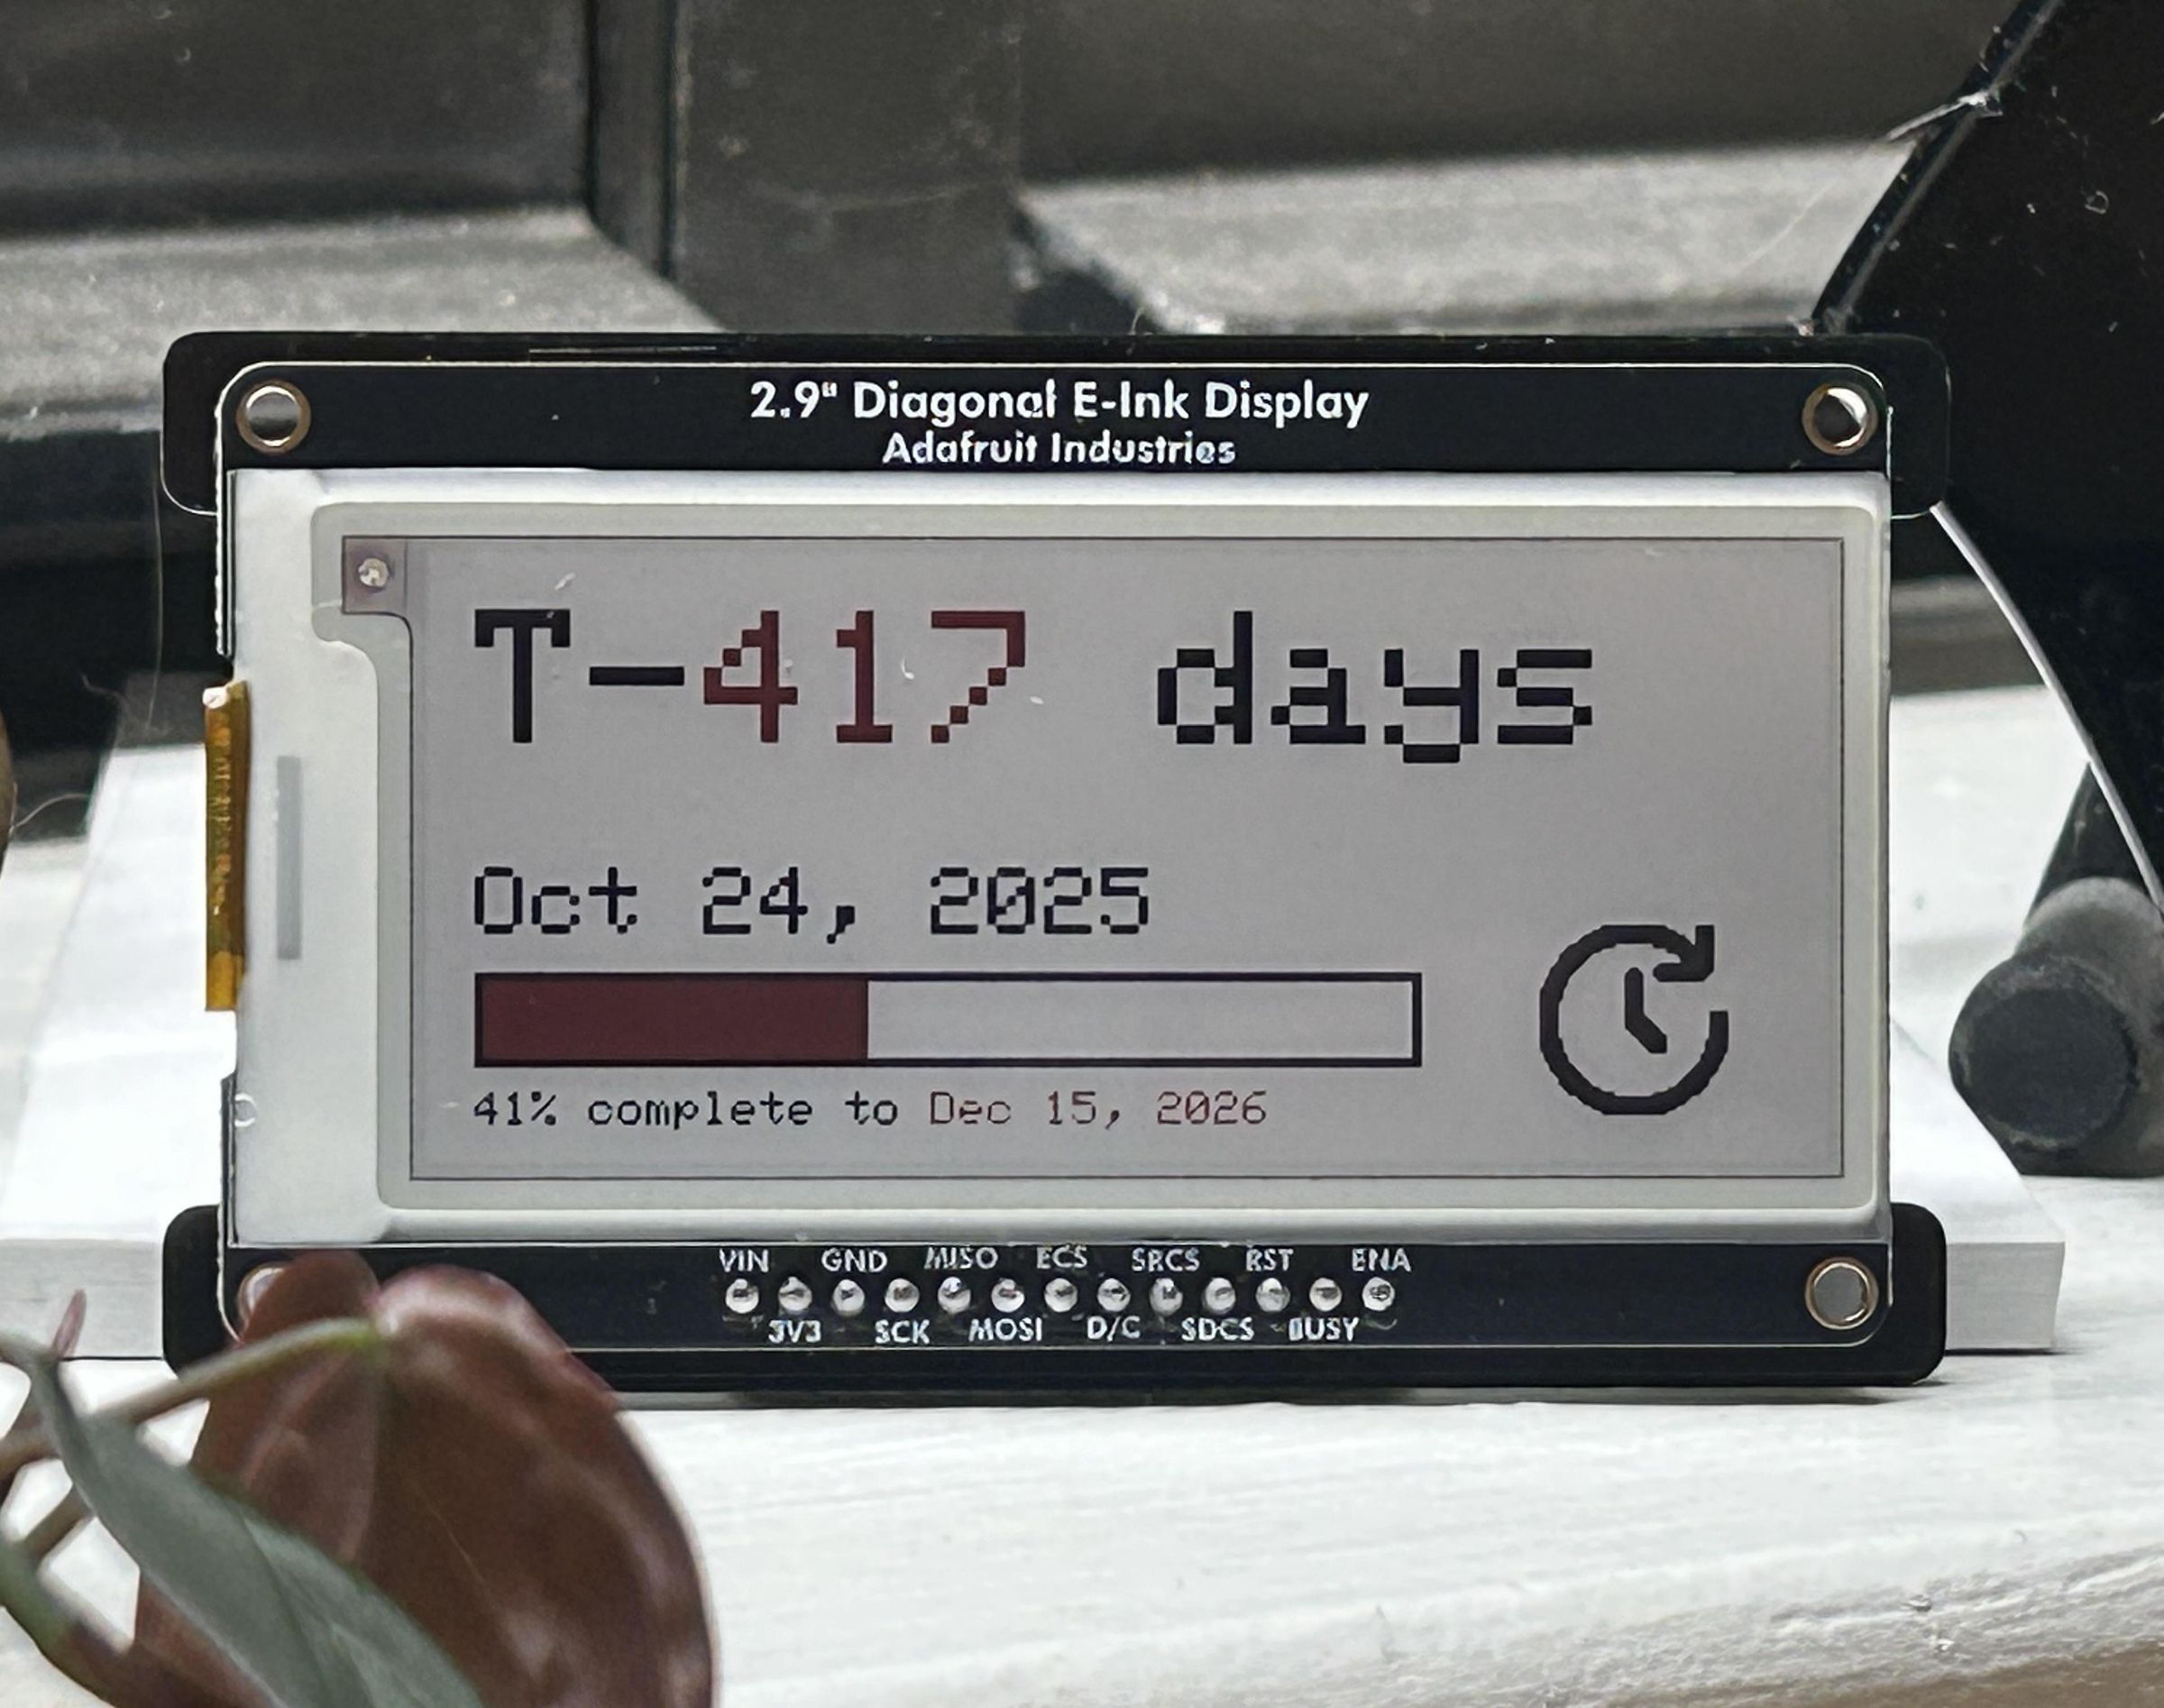 2.9" Diagonal E-Ink Display
Adafruit Industries
T-417 days
Oct 24, 2025
41% complete to Dec 15, 2026
VIN GND MISO ECS SRCS RST ENA
3V3 SCK MOSI D/C SDCS BUSY